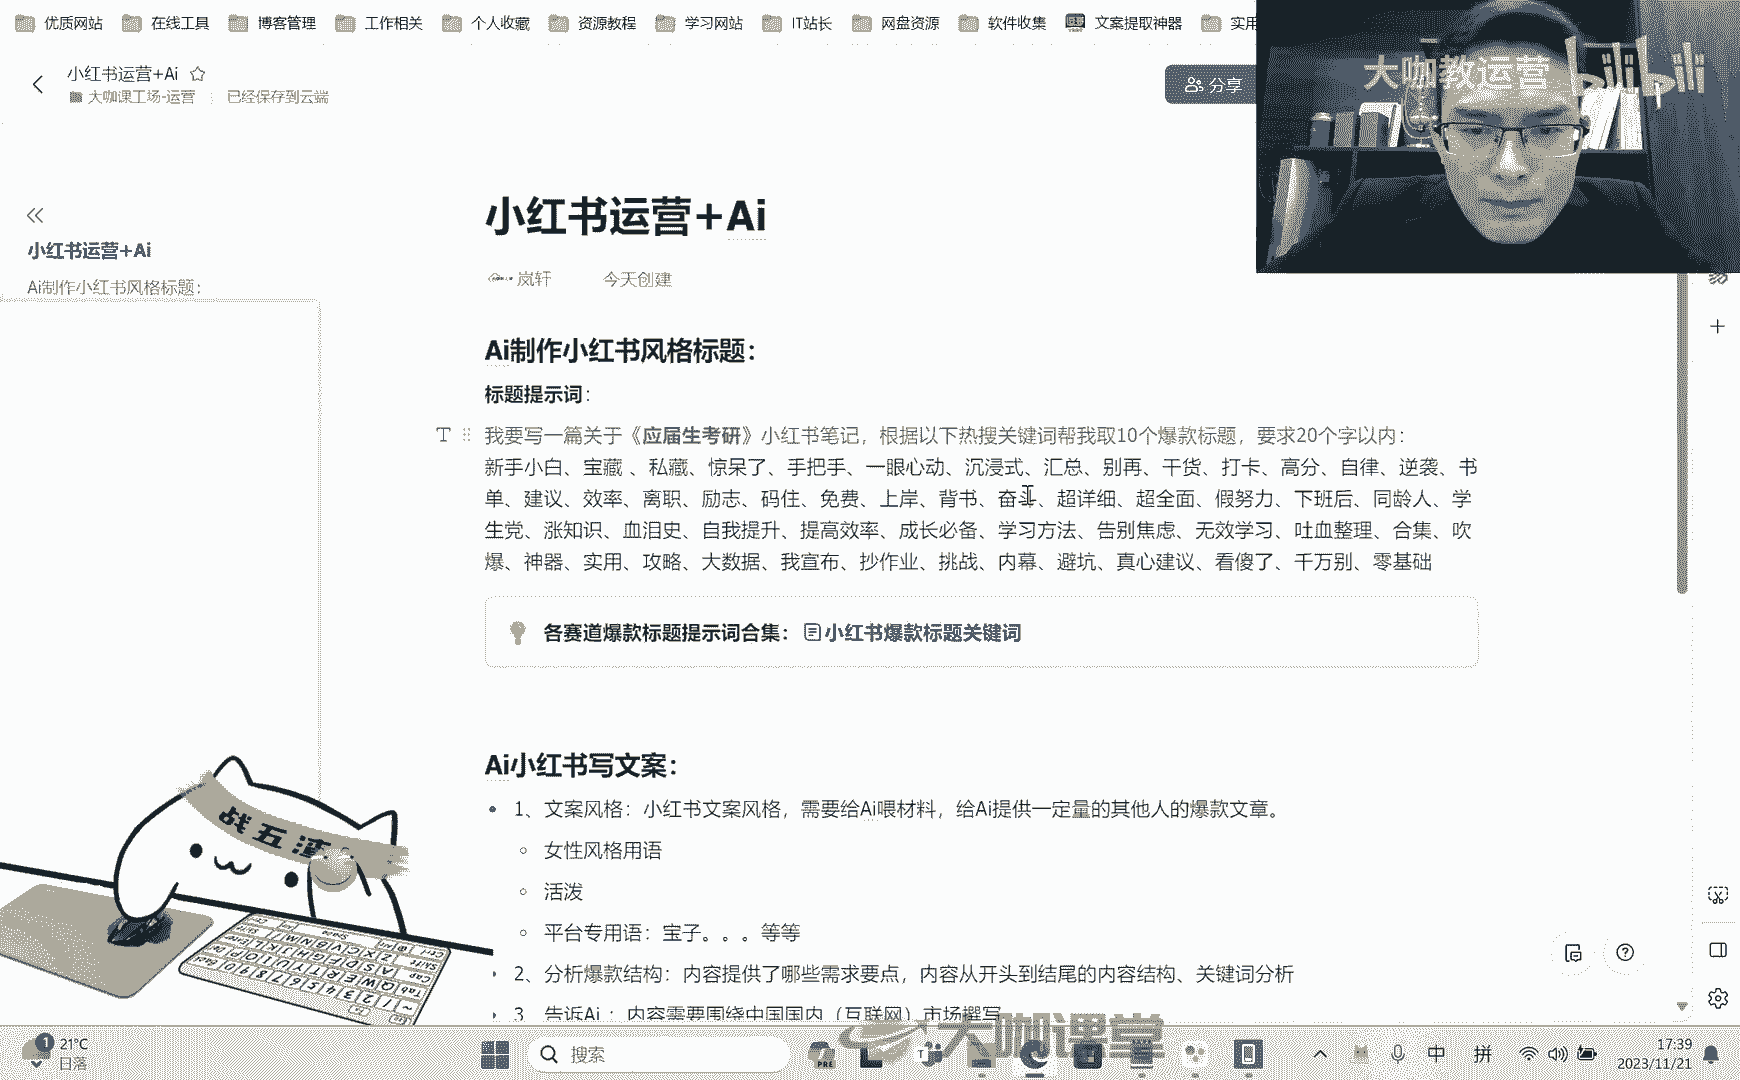 优质网站 在线工具 博客管理 工作相关 个人收藏 资源教程 学习网站 IT站长 网盘资源 软件收集 文案提取神器 实用
小红书运营+Ai
大咖课工场-运营 已经保存到云端
分享
大咖教运营 bilibili
小红书运营+Ai
Ai制作小红书风格标题：
小红书运营+Ai
岚轩 今天创建
Ai制作小红书风格标题：
标题提示词：
我要写一篇关于《应届生考研》小红书笔记，根据以下热搜关键词帮我取10个爆款标题，要求20个字以内：
新手小白、宝藏 、私藏、惊呆了、手把手、一眼心动、沉浸式、汇总、别再、干货、打卡、高分、自律、逆袭、书
单、建议、效率、离职、励志、码住、免费、上岸、背书、奋斗、超详细、超全面、假努力、下班后、同龄人、学
生党、涨知识、血泪史、自我提升、提高效率、成长必备、学习方法、告别焦虑、无效学习、吐血整理、合集、吹
爆、神器、实用、攻略、大数据、我宣布、抄作业、挑战、内幕、避坑、真心建议、看傻了、千万别、零基础
各赛道爆款标题提示词合集： 小红书爆款标题关键词
Ai小红书写文案：
1、文案风格：小红书文案风格，需要给Ai喂材料，给Ai提供一定量的其他人的爆款文章。
女性风格用语
活泼
平台专用语：宝子。。。等等
2、分析爆款结构：内容提供了哪些需求要点，内容从开头到结尾的内容结构、关键词分析
3、告诉Ai ：内容需要围绕中国国内（互联网）市场撰写
战五渣
大咖课堂
1 21°C
日落
搜索
中 拼
17:39
2023/11/21